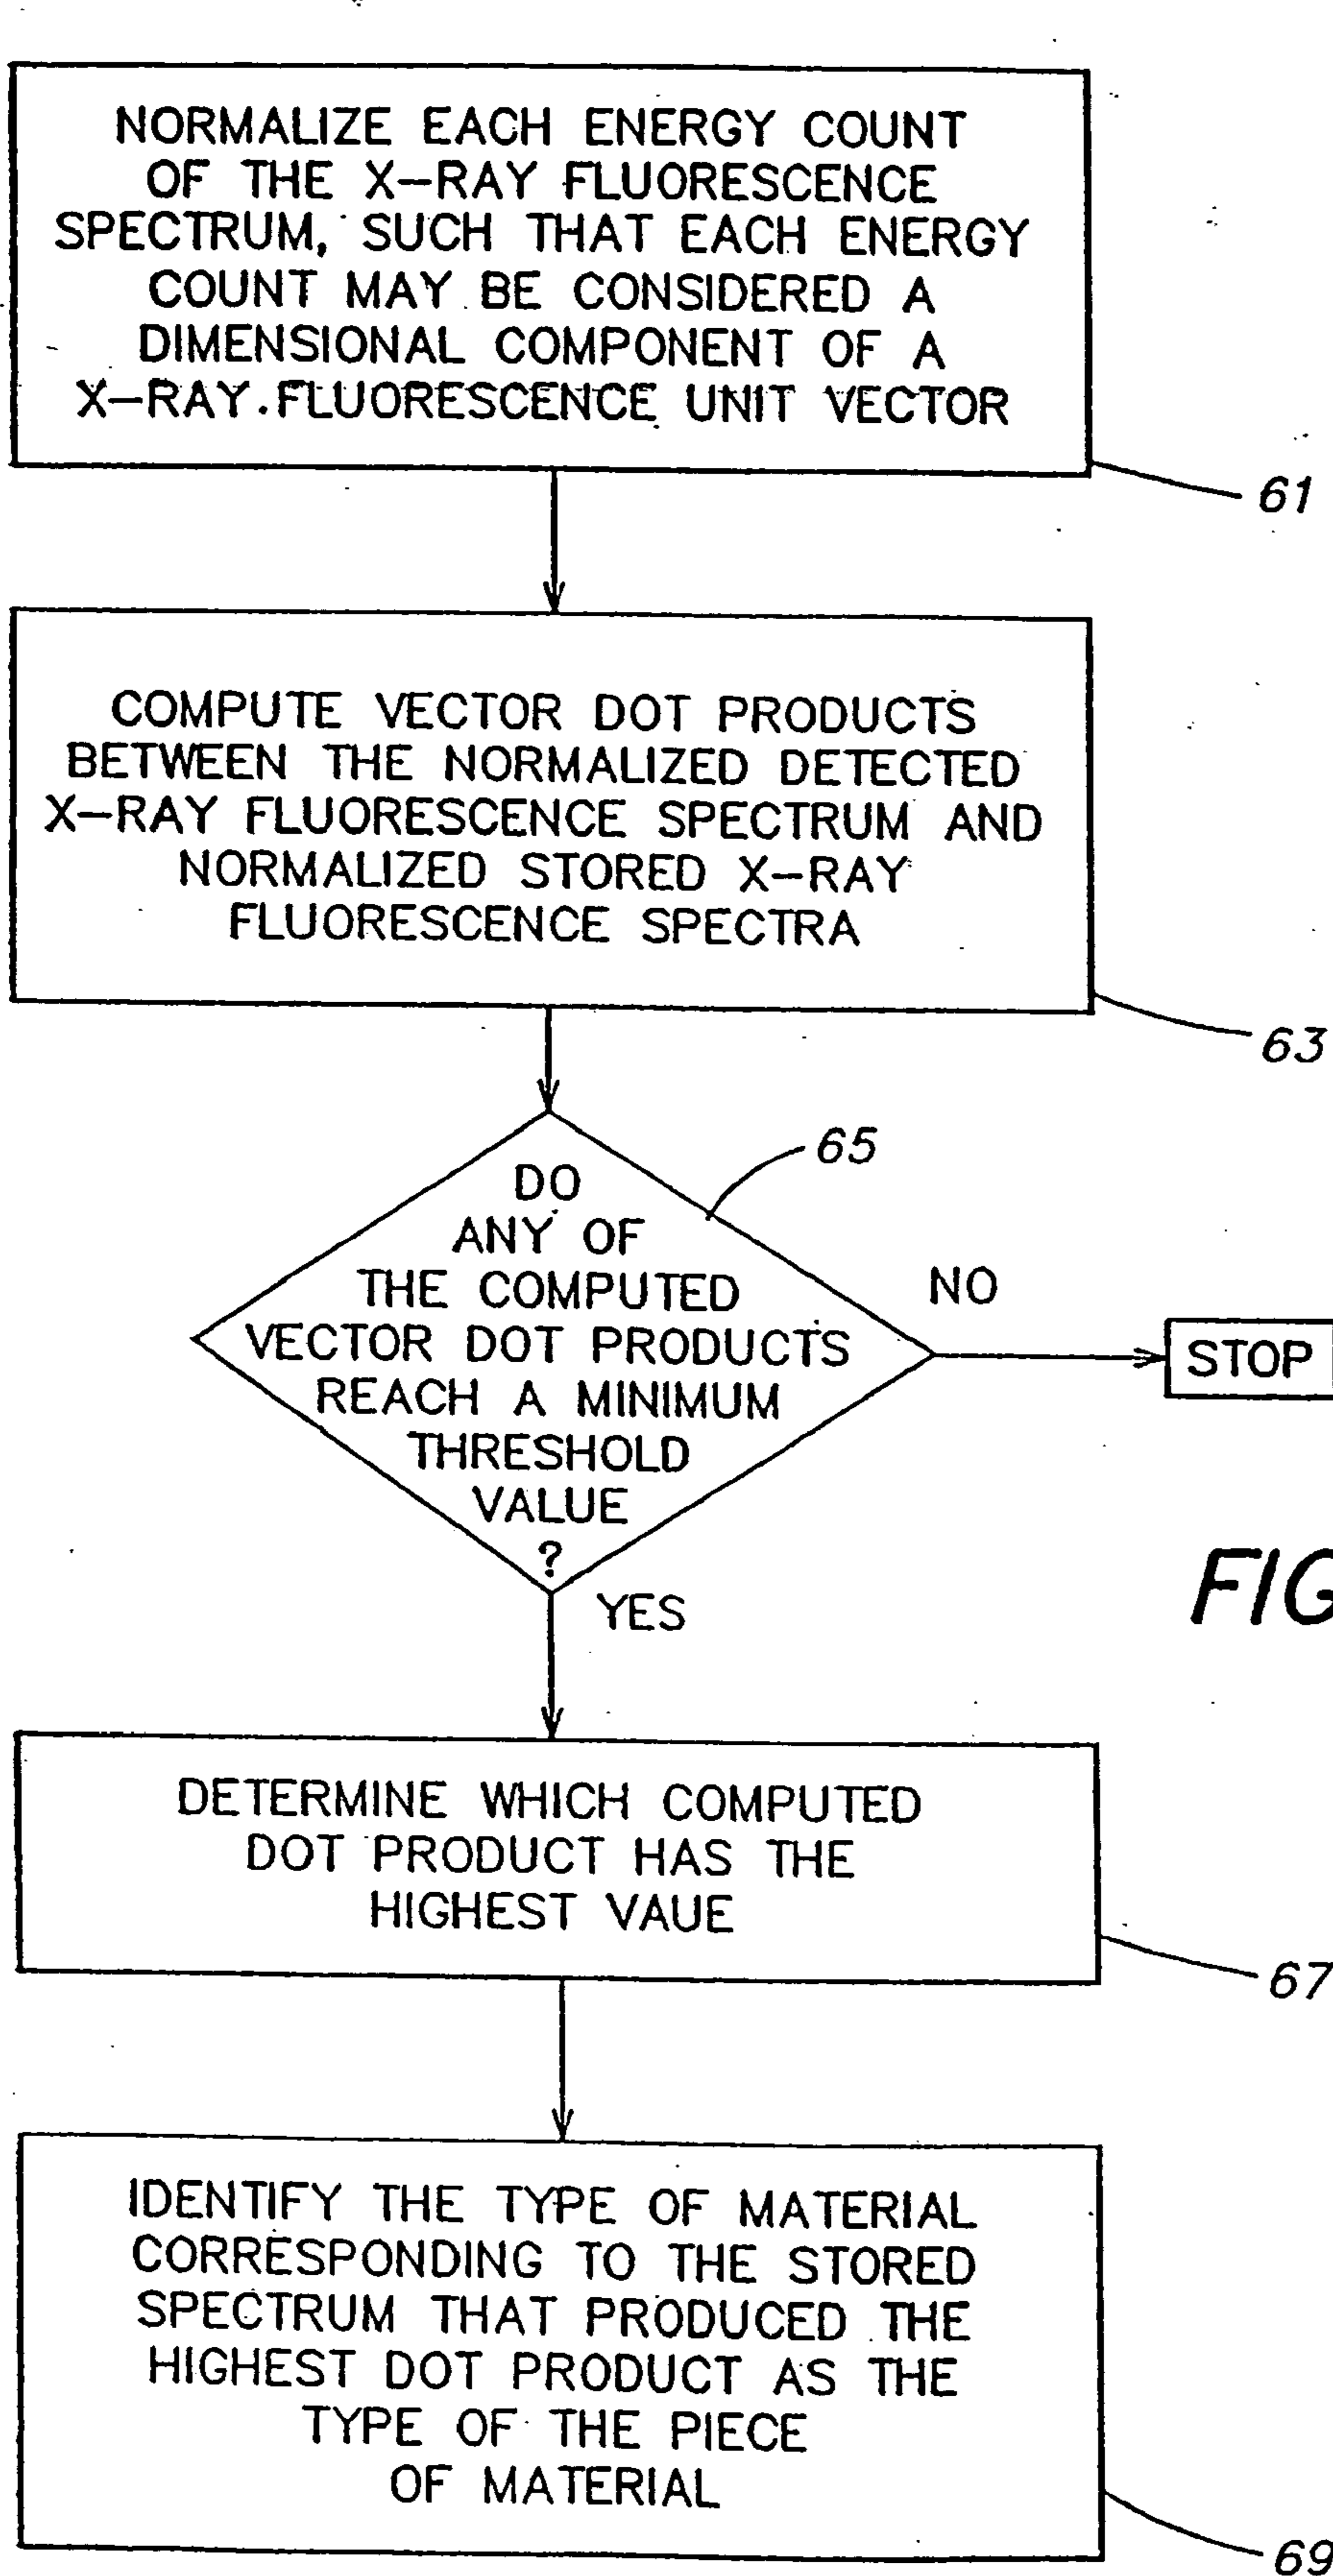 NORMALIZE EACH ENERGY COUNT
OF THE X-RAY FLUORESCENCE
SPECTRUM, SUCH THAT EACH ENERGY
COUNT MAY BE CONSIDERED A
DIMENSIONAL COMPONENT OF A
X-RAY FLUORESCENCE UNIT VECTOR
61
COMPUTE VECTOR DOT PRODUCTS
BETWEEN THE NORMALIZED DETECTED
X-RAY FLUORESCENCE SPECTRUM AND
NORMALIZED STORED X-RAY
FLUORESCENCE SPECTRA
63
65
DO
ANY OF
THE COMPUTED
VECTOR DOT PRODUCTS
REACH A MINIMUM
THRESHOLD
VALUE
?
NO
STOP
FIG
YES
DETERMINE WHICH COMPUTED
DOT PRODUCT HAS THE
HIGHEST VAUE
67
IDENTIFY THE TYPE OF MATERIAL
CORRESPONDING TO THE STORED
SPECTRUM THAT PRODUCED THE
HIGHEST DOT PRODUCT AS THE
TYPE OF THE PIECE
OF MATERIAL
69